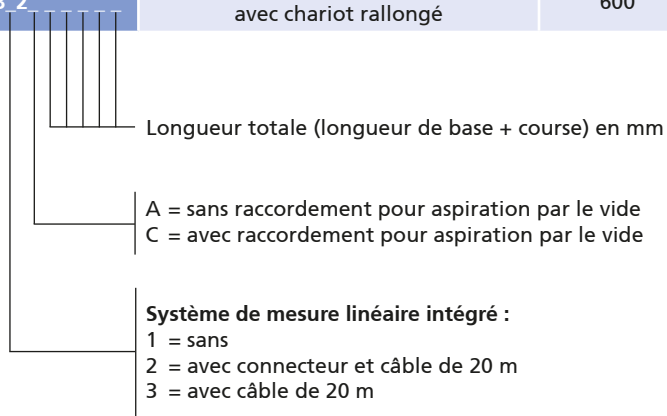 2 _ _ _ _ _ _ _
avec chariot rallongé
600
Longueur totale (longueur de base + course) en mm
A = sans raccordement pour aspiration par le vide
C = avec raccordement pour aspiration par le vide
Système de mesure linéaire intégré :
1 = sans
2 = avec connecteur et câble de 20 m
3 = avec câble de 20 m